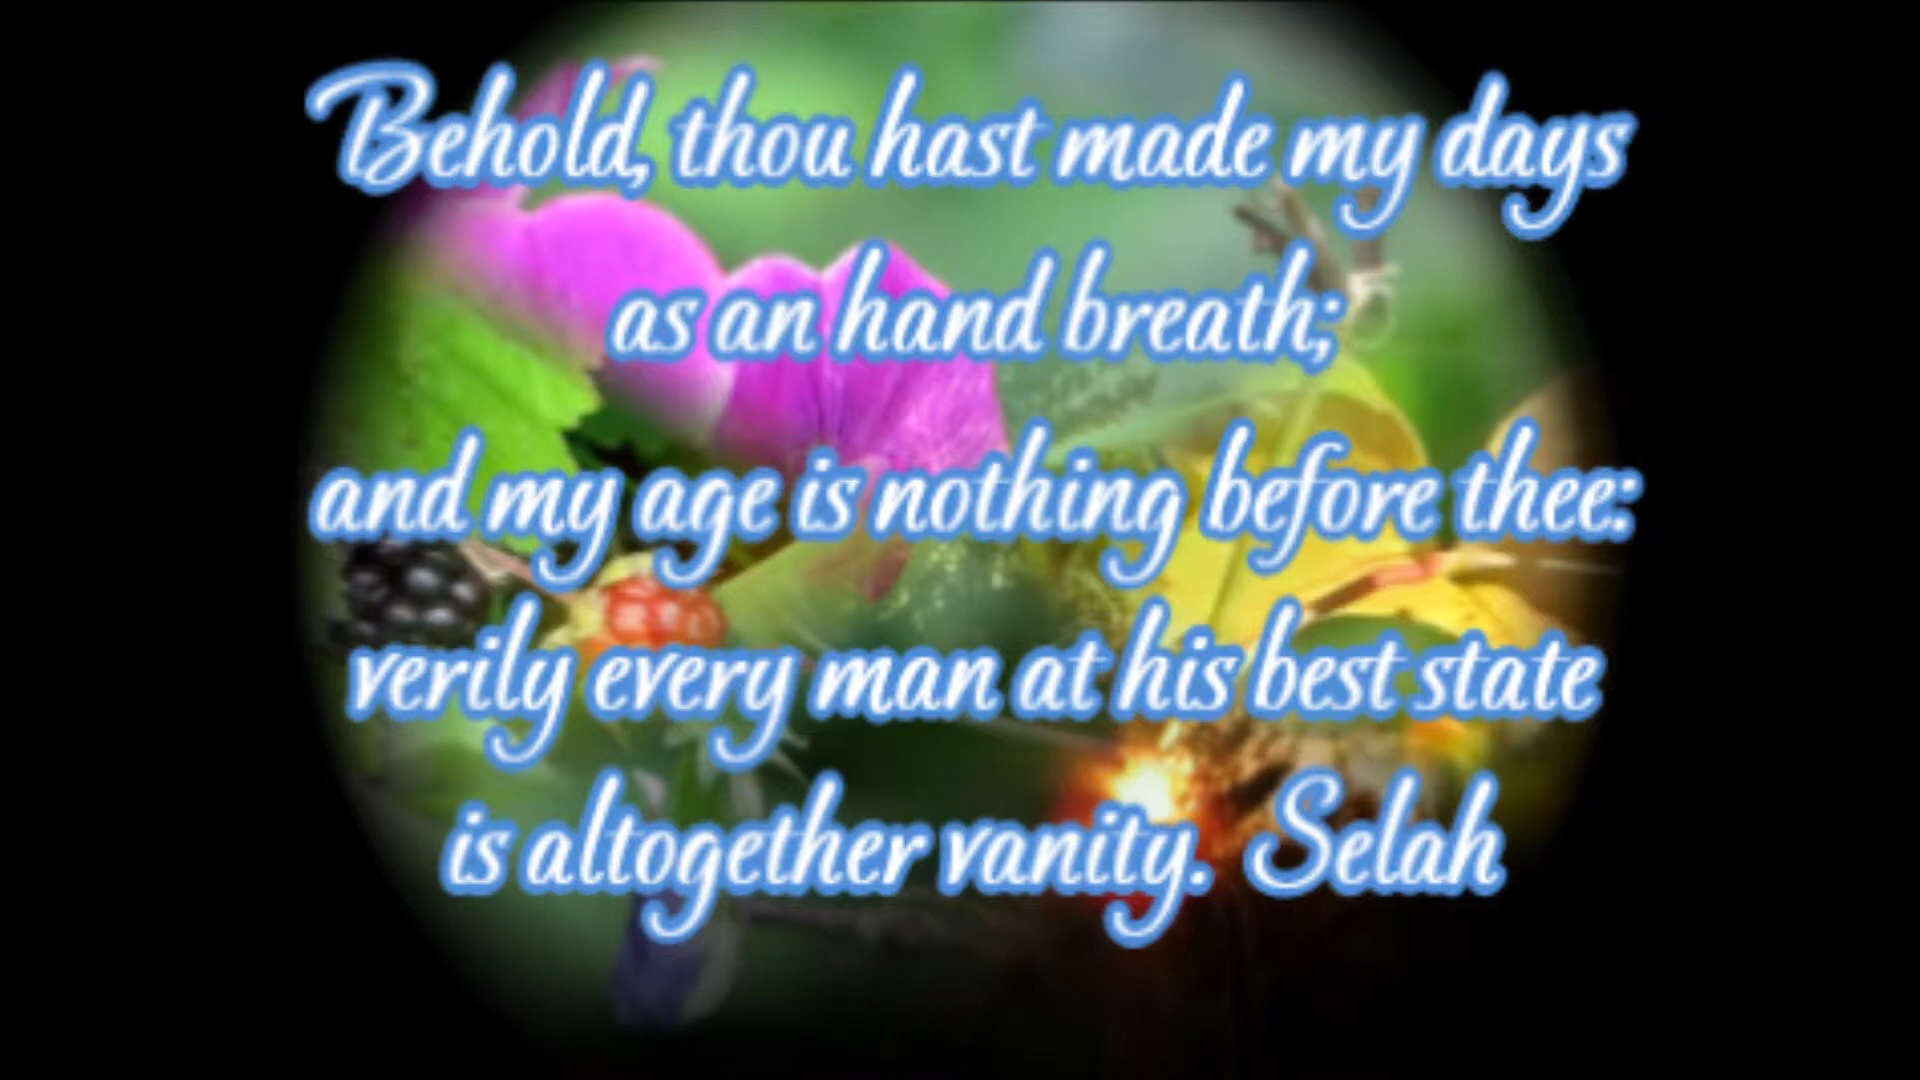 Behold, thou hast made my days
as an hand breath;
and my age is nothing before thee:
verily every man at his best state
is altogether vanity. Selah